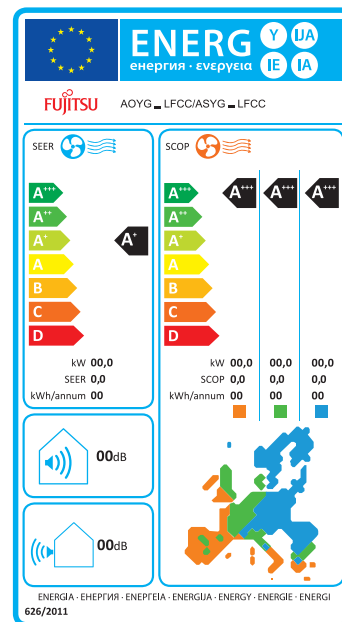 ENERG Y IJA
енергия · ενεργεια IE IA
FUJITSU AOYG_LFCC/ASYG_LFCC
SEER
A+++
A++
A+
A
B
C
D
A+
kW 00,0
SEER 0,0
kWh/annum 00
SCOP
A+++
A++
A+
A
B
C
D
A+++ A+++ A+++
kW 00,0 00,0 00,0
SCOP 0,0 0,0 0,0
kWh/annum 00 00 00
00dB
00dB
ENERGIA · ЕНЕРГИЯ · ΕΝΕΡΓΕΙΑ · ENERGIJA · ENERGY · ENERGIE · ENERGI
626/2011